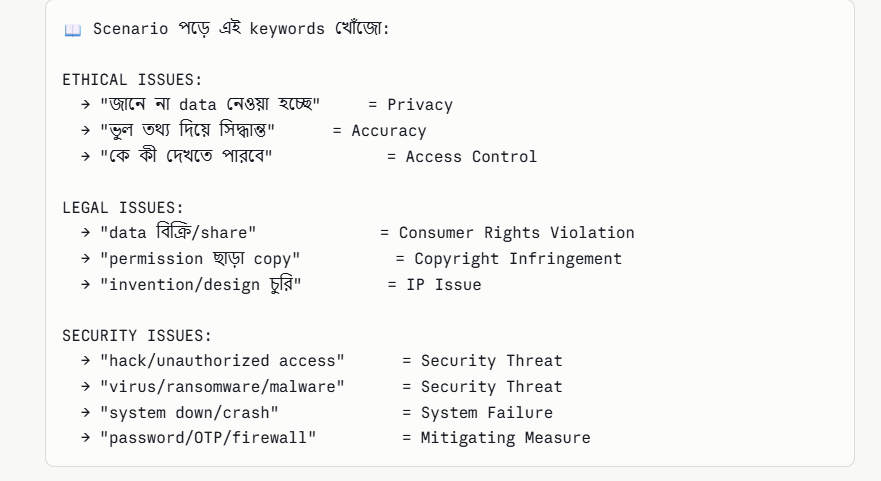 📖 Scenario পড়ে এই keywords খোঁজো:
ETHICAL ISSUES:
→ "জানে না data নেওয়া হচ্ছে" = Privacy
→ "ভুল তথ্য দিয়ে সিদ্ধান্ত" = Accuracy
→ "কে কী দেখতে পারবে" = Access Control
LEGAL ISSUES:
→ "data বিক্রি/share" = Consumer Rights Violation
→ "permission ছাড়া copy" = Copyright Infringement
→ "invention/design চুরি" = IP Issue
SECURITY ISSUES:
→ "hack/unauthorized access" = Security Threat
→ "virus/ransomware/malware" = Security Threat
→ "system down/crash" = System Failure
→ "password/OTP/firewall" = Mitigating Measure